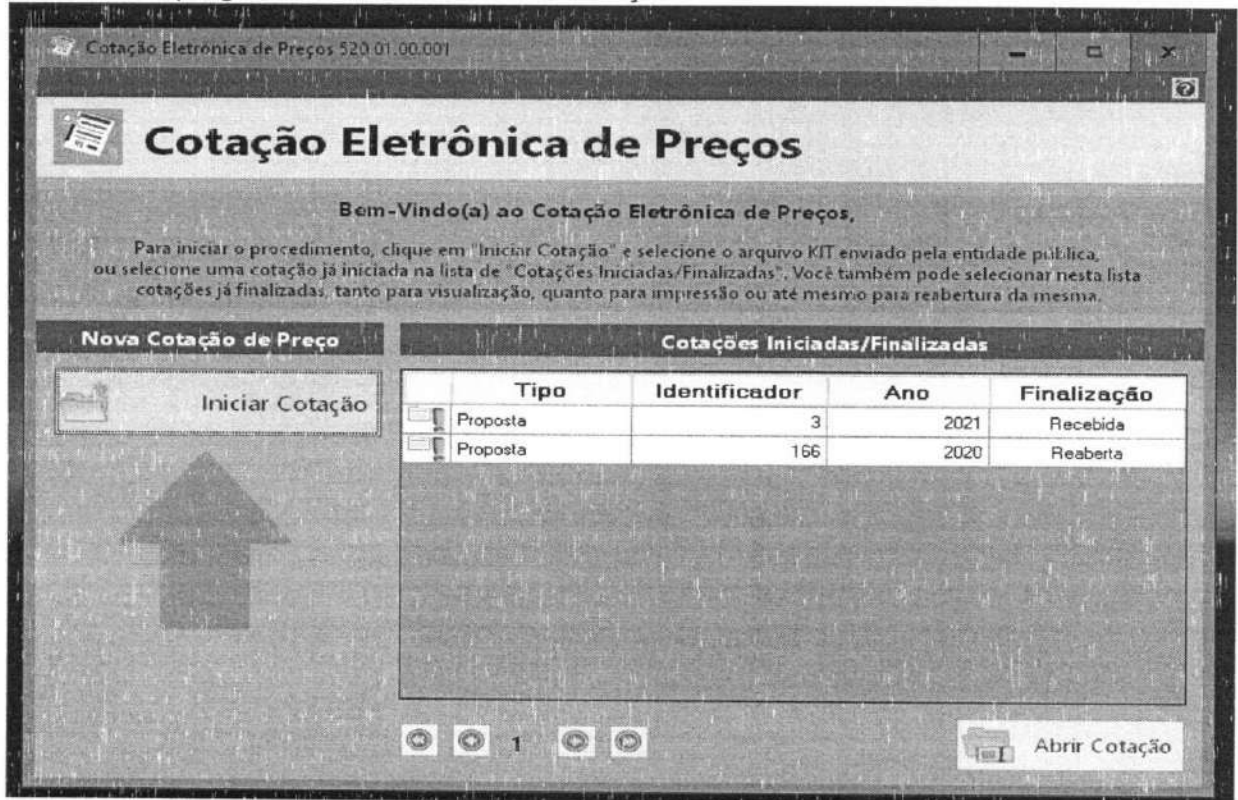 Cotação Eletrônica de Preços 520.01.00.001
Cotação Eletrônica de Preços
Bem-Vindo(a) ao Cotação Eletrônica de Preços,
Para iniciar o procedimento, clique em "Iniciar Cotação" e selecione o arquivo KIT enviado pela entidade pública,
ou selecione uma cotação já iniciada na lista de "Cotações Iniciadas/Finalizadas". Você também pode selecionar nesta lista
cotações já finalizadas, tanto para visualização, quanto para impressão ou até mesmo para reabertura da mesma.
Nova Cotação de Preço
Cotações Iniciadas/Finalizadas
Iniciar Cotação
Tipo Identificador Ano Finalização
Proposta 3 2021 Recebida
Proposta 166 2020 Reaberta
1
Abrir Cotação